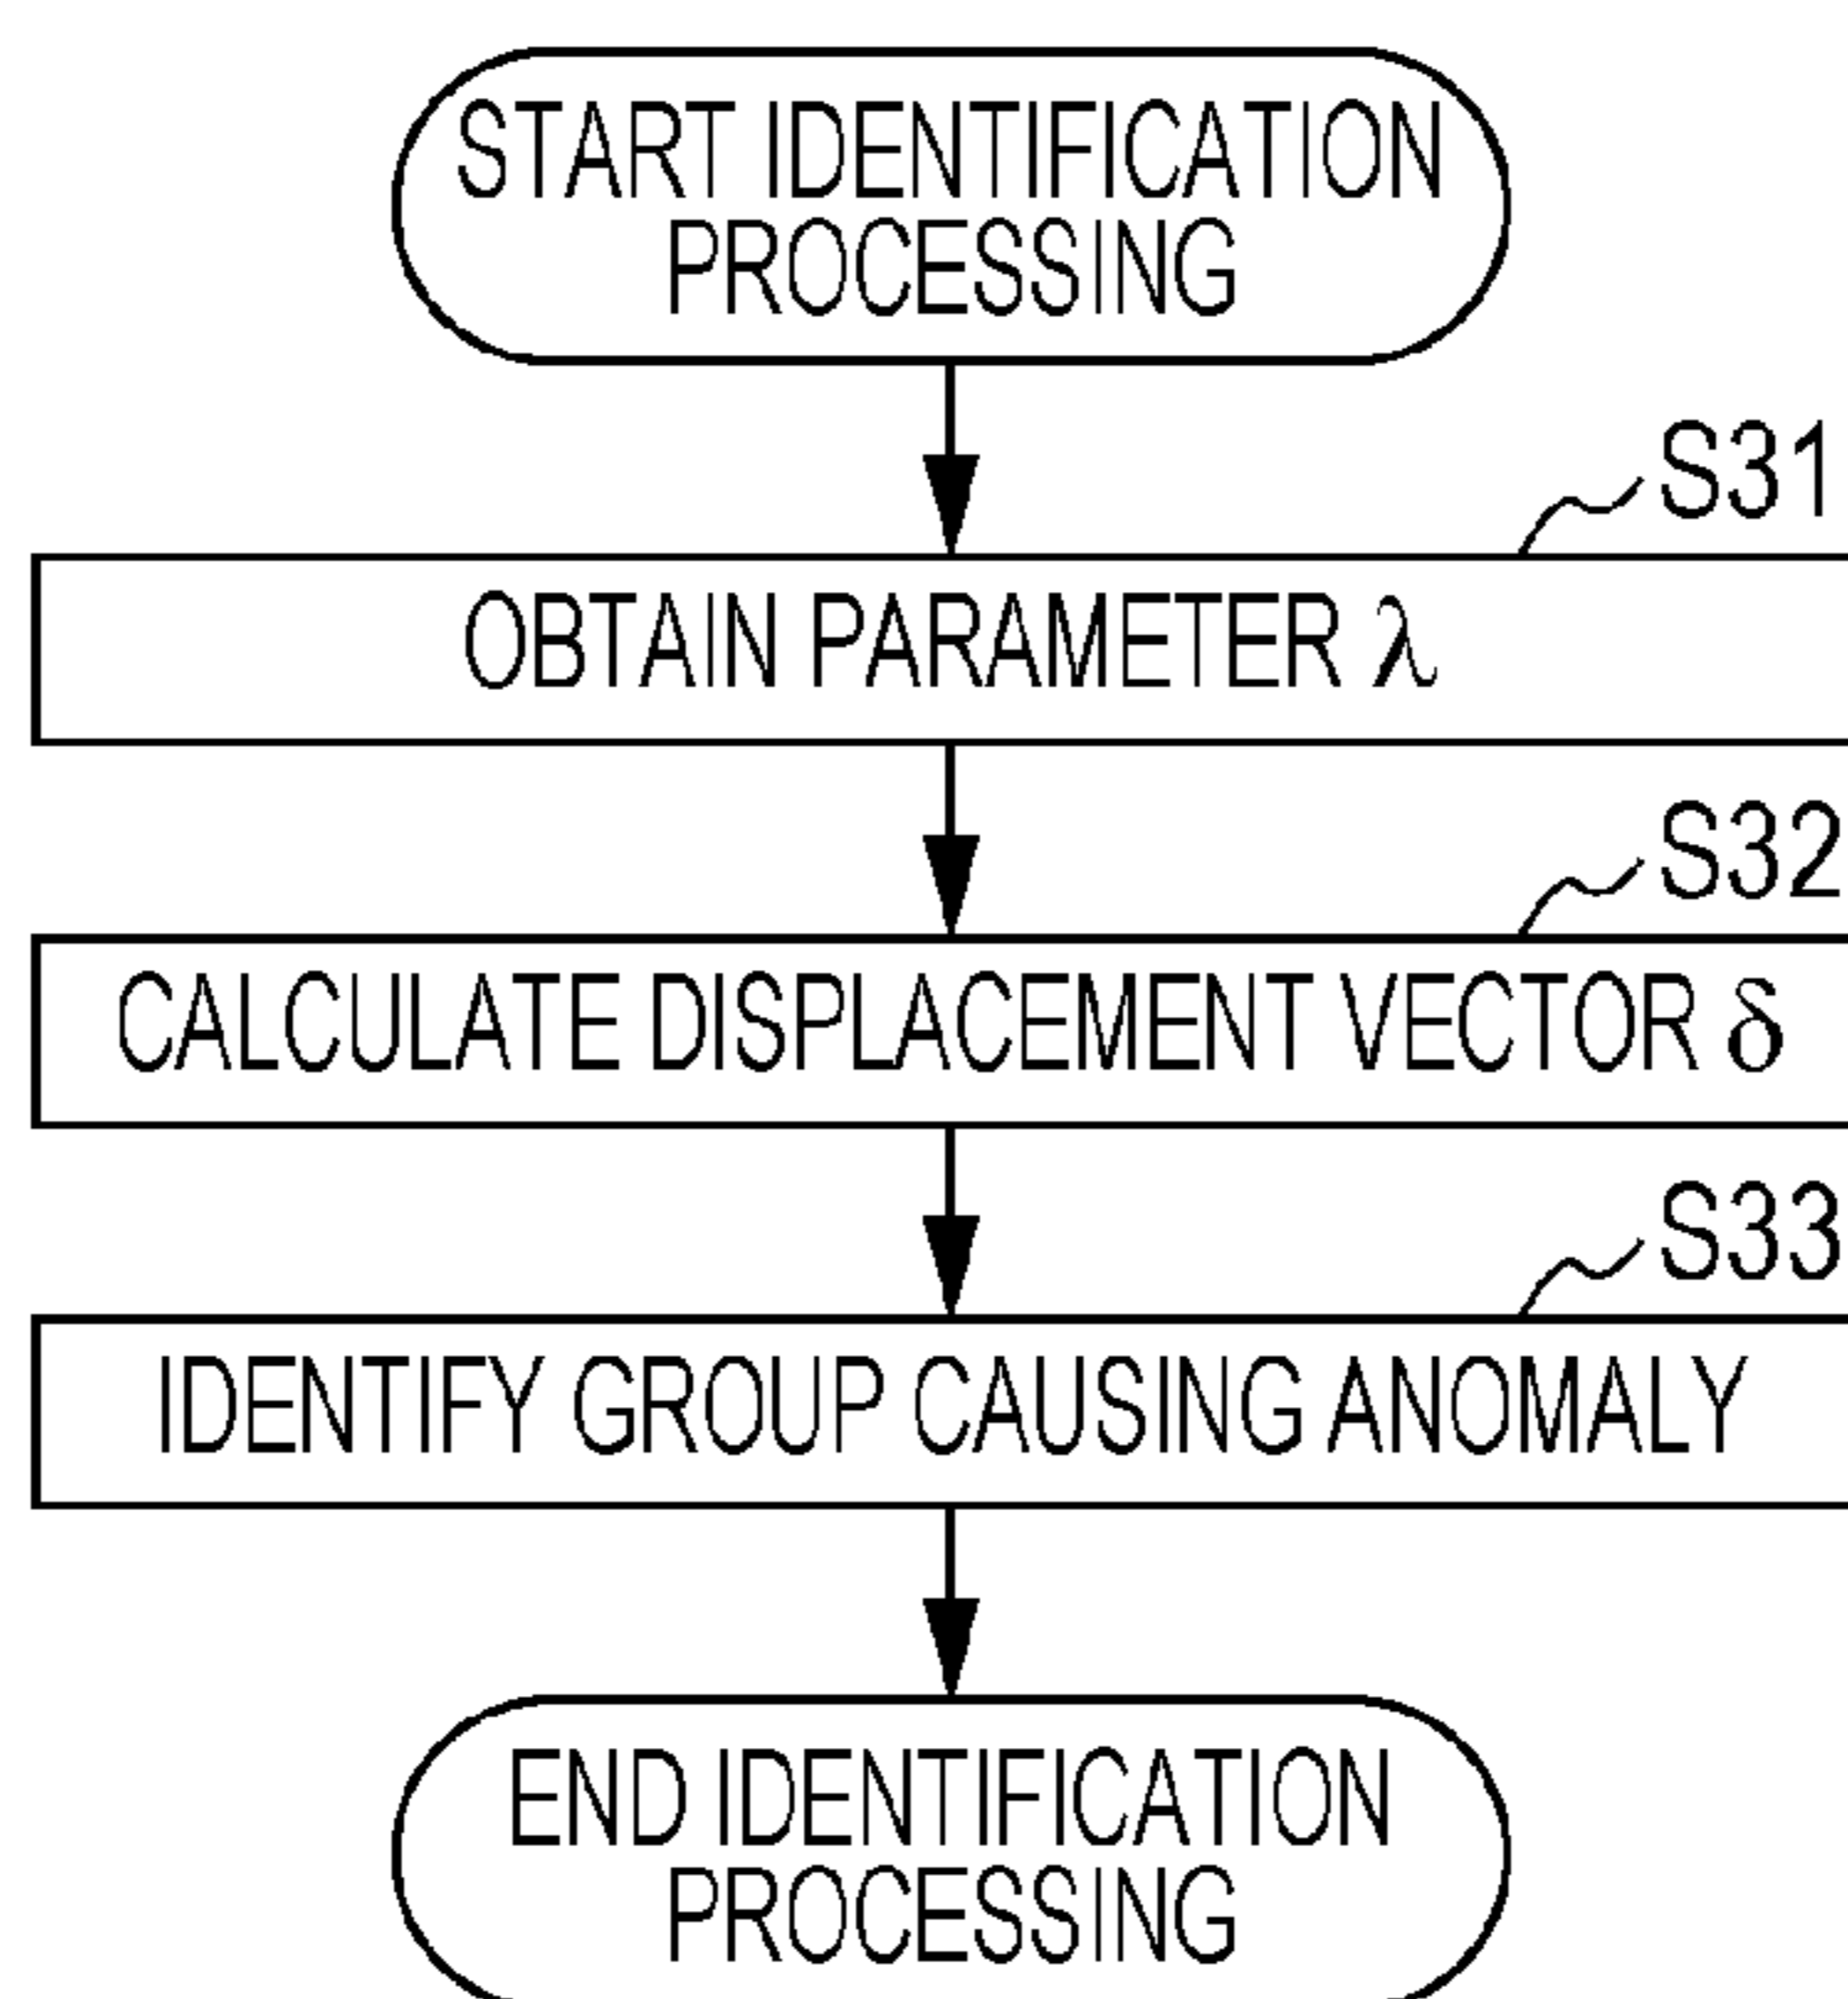 START IDENTIFICATION
PROCESSING
S31
OBTAIN PARAMETER λ
S32
CALCULATE DISPLACEMENT VECTOR δ
S33
IDENTIFY GROUP CAUSING ANOMALY
END IDENTIFICATION
PROCESSING